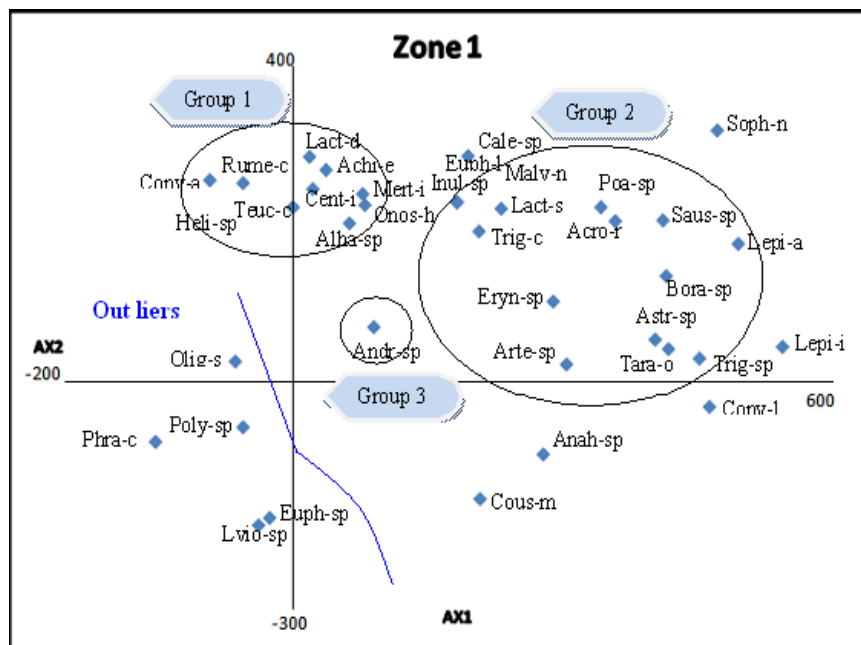 Zone 1
400
Group 1
Group 2
Soph-n
Lact-d
Cale-sp
Euph-l
Rume-c
Achr-e
Malv-n
Conv-a
Mert-i
Inul-sp
Poa-sp
Cent-i
Teuc-c
Onos-h
Lact-s
Saus-sp
Heli-sp
Acro-r
Alha-sp
Trig-c
Lepi-a
Bora-sp
Eryn-sp
Out liers
Astr-sp
AX2
Andr-sp
Lepi-i
Olig-s
Arte-sp
Tara-o
Trig-sp
-200
Group 3
600
Conv-l
Poly-sp
Phra-c
Anah-sp
Cous-m
Euph-sp
Lvio-sp
-300
AX1